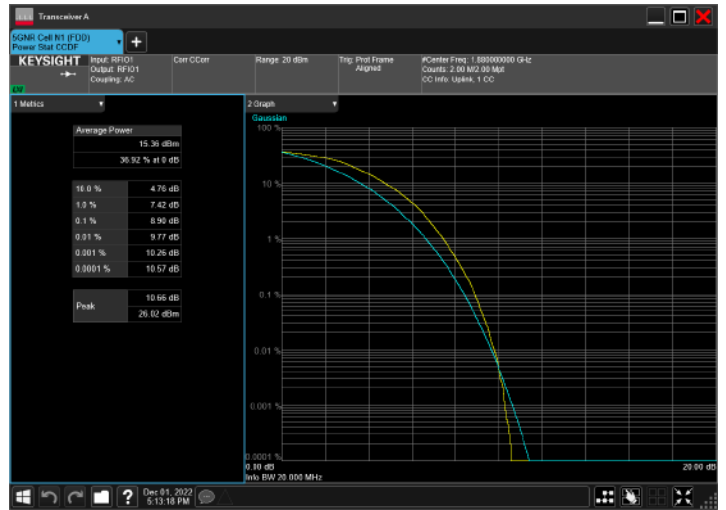 Transceiver A
5GNR Cell N1 (FDD)
Power Stat CCDF
KEYSIGHT
Input: RFIO1
Output: RFIO1
Coupling: AC
Corr CCorr
Range: 20 dBm
Trig: Prot Frame
Aligned
#Center Freq: 1.880000000 GHz
Counts: 2.00 M/2.00 Mpt
CC Info: Uplink, 1 CC
1 Metrics
Average Power
15.36 dBm
36.92 % at 0 dB
10.0 % 4.76 dB
1.0 % 7.42 dB
0.1 % 8.90 dB
0.01 % 9.77 dB
0.001 % 10.26 dB
0.0001 % 10.57 dB
Peak
10.66 dB
26.02 dBm
2 Graph
Gaussian
100 %
10 %
1 %
0.1 %
0.01 %
0.001 %
0.0001 %
0.00 dB
20.00 dB
Info BW 20.000 MHz
?
Dec 01, 2022
5:13:18 PM